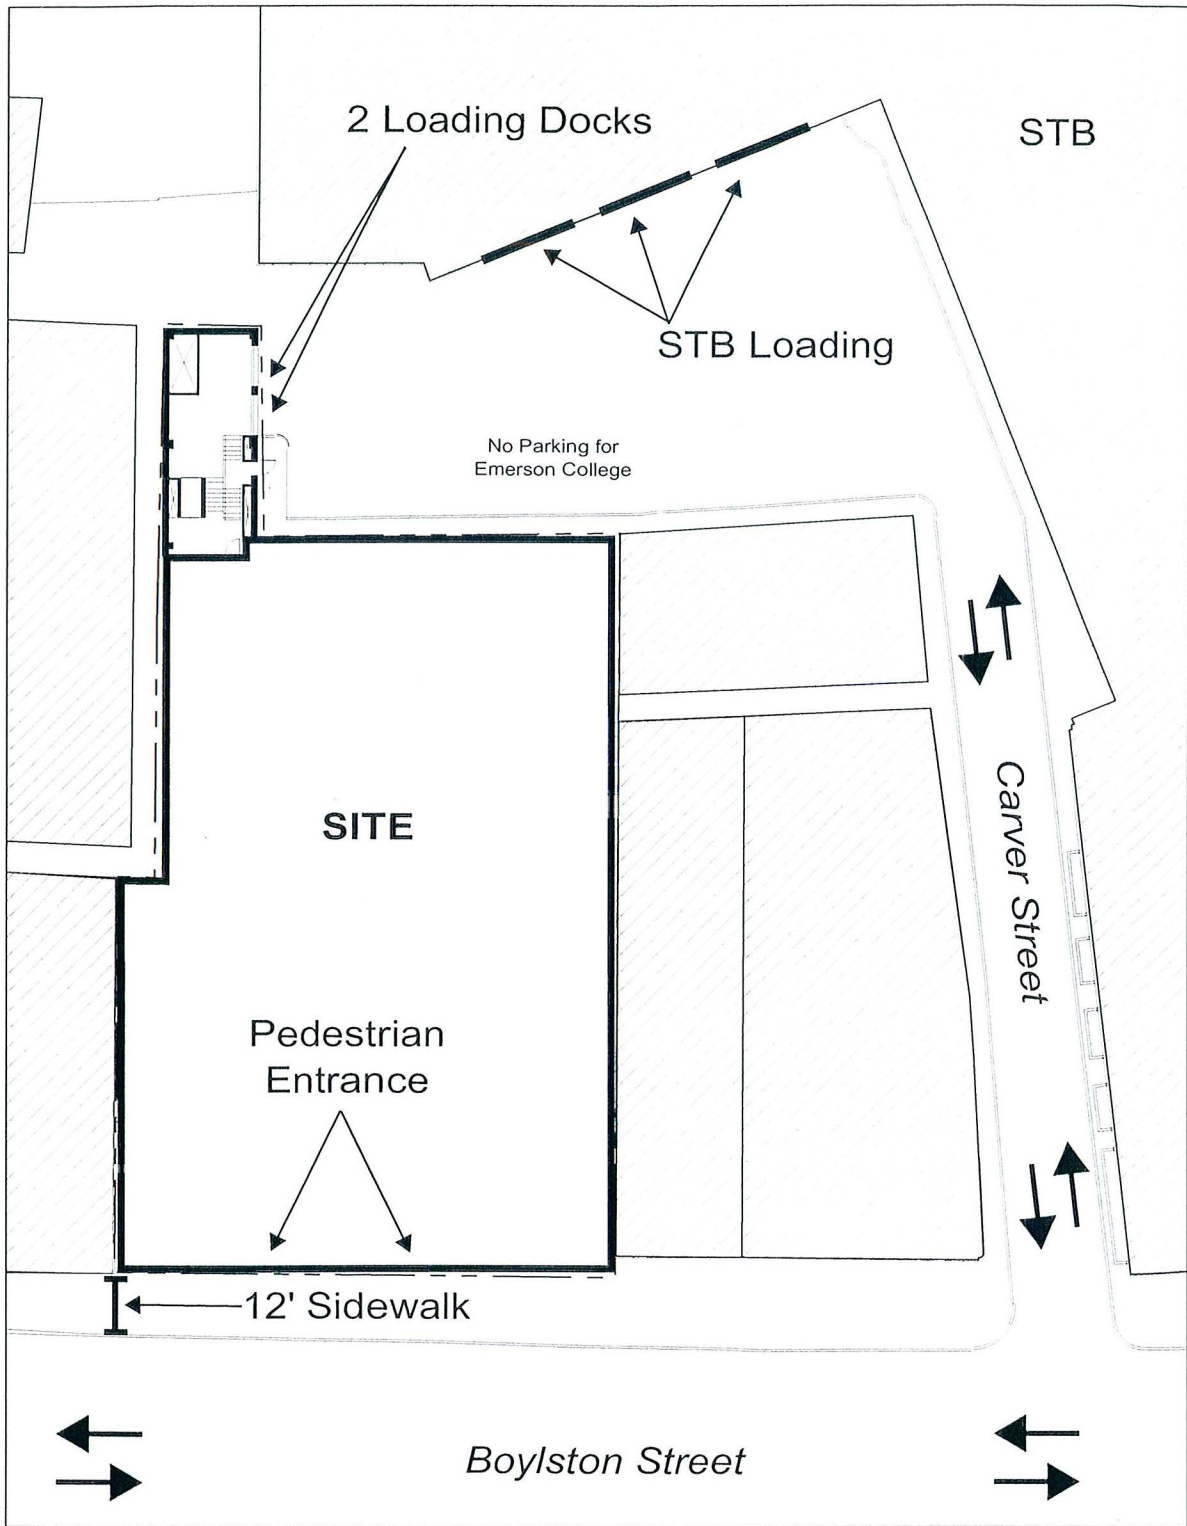 2 Loading Docks
STB
STB Loading
No Parking for
Emerson College
SITE
Carver Street
Pedestrian
Entrance
12' Sidewalk
Boylston Street